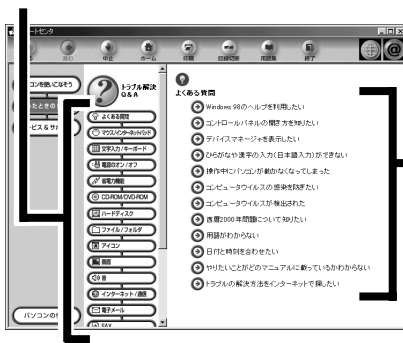 ートセンタ
進む
中止
ホーム
印刷
回線切断
用語集
終了
コンを使いこなそう
ったときの
ービス&サ
パソコンの
トラブル解決
Q&A
よくある質問
マウス/インターネットパッド
文字入力/キーボード
電源のオン/オフ
省電力機能
CD-ROM/DVD-ROM
ハードディスク
ファイル/フォルダ
アイコン
画面
音
インターネット/通信
電子メール
FAX
よくある質問
Windows 98のヘルプを利用したい
コントロールパネルの開き方を知りたい
デバイスマネージャを表示したい
ひらがなや漢字の入力(日本語入力)ができない
操作中にパソコンが動かなくなってしまった
コンピュータウイルスの感染を防ぎたい
コンピュータウイルスが検出された
西暦2000年問題について知りたい
用語がわからない
日付と時刻を合わせたい
やりたいことがどのマニュアルに載っているかわからない
トラブルの解決方法をインターネットで探したい